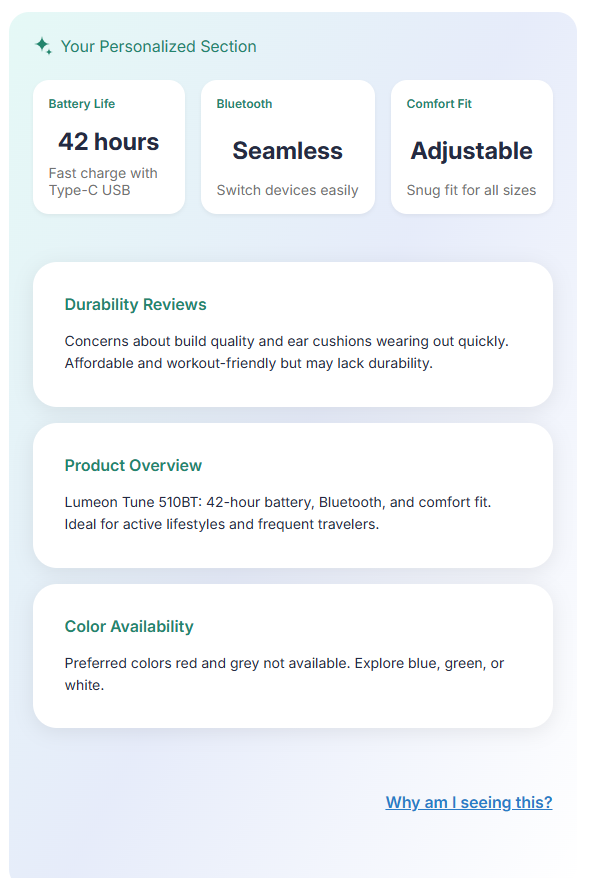 Your Personalized Section
Battery Life
42 hours
Fast charge with
Type-C USB
Bluetooth
Seamless
Switch devices easily
Comfort Fit
Adjustable
Snug fit for all sizes
Durability Reviews
Concerns about build quality and ear cushions wearing out quickly.
Affordable and workout-friendly but may lack durability.
Product Overview
Lumeon Tune 510BT: 42-hour battery, Bluetooth, and comfort fit.
Ideal for active lifestyles and frequent travelers.
Color Availability
Preferred colors red and grey not available. Explore blue, green, or
white.
Why am I seeing this?